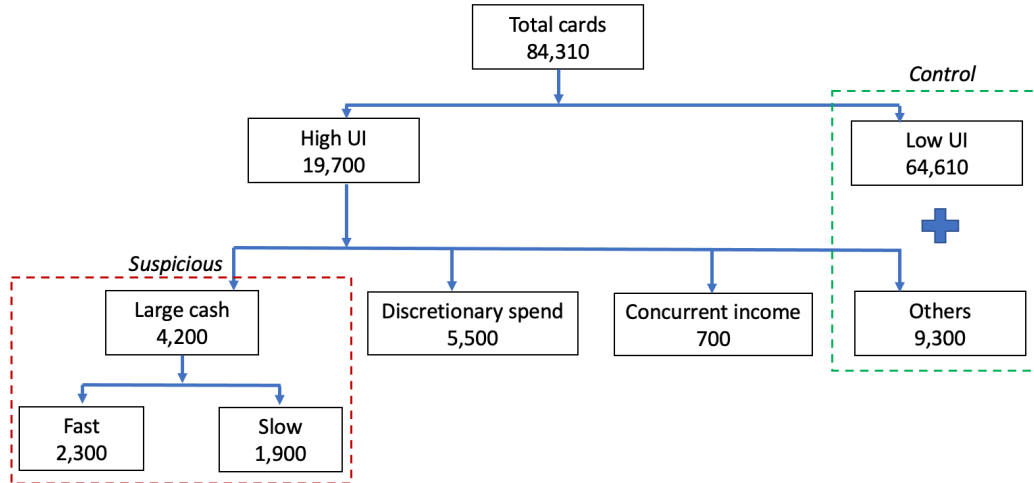 Total cards
84,310
Control
High UI
19,700
Low UI
64,610
Suspicious
Large cash
4,200
Discretionary spend
5,500
Concurrent income
700
Others
9,300
Fast
2,300
Slow
1,900